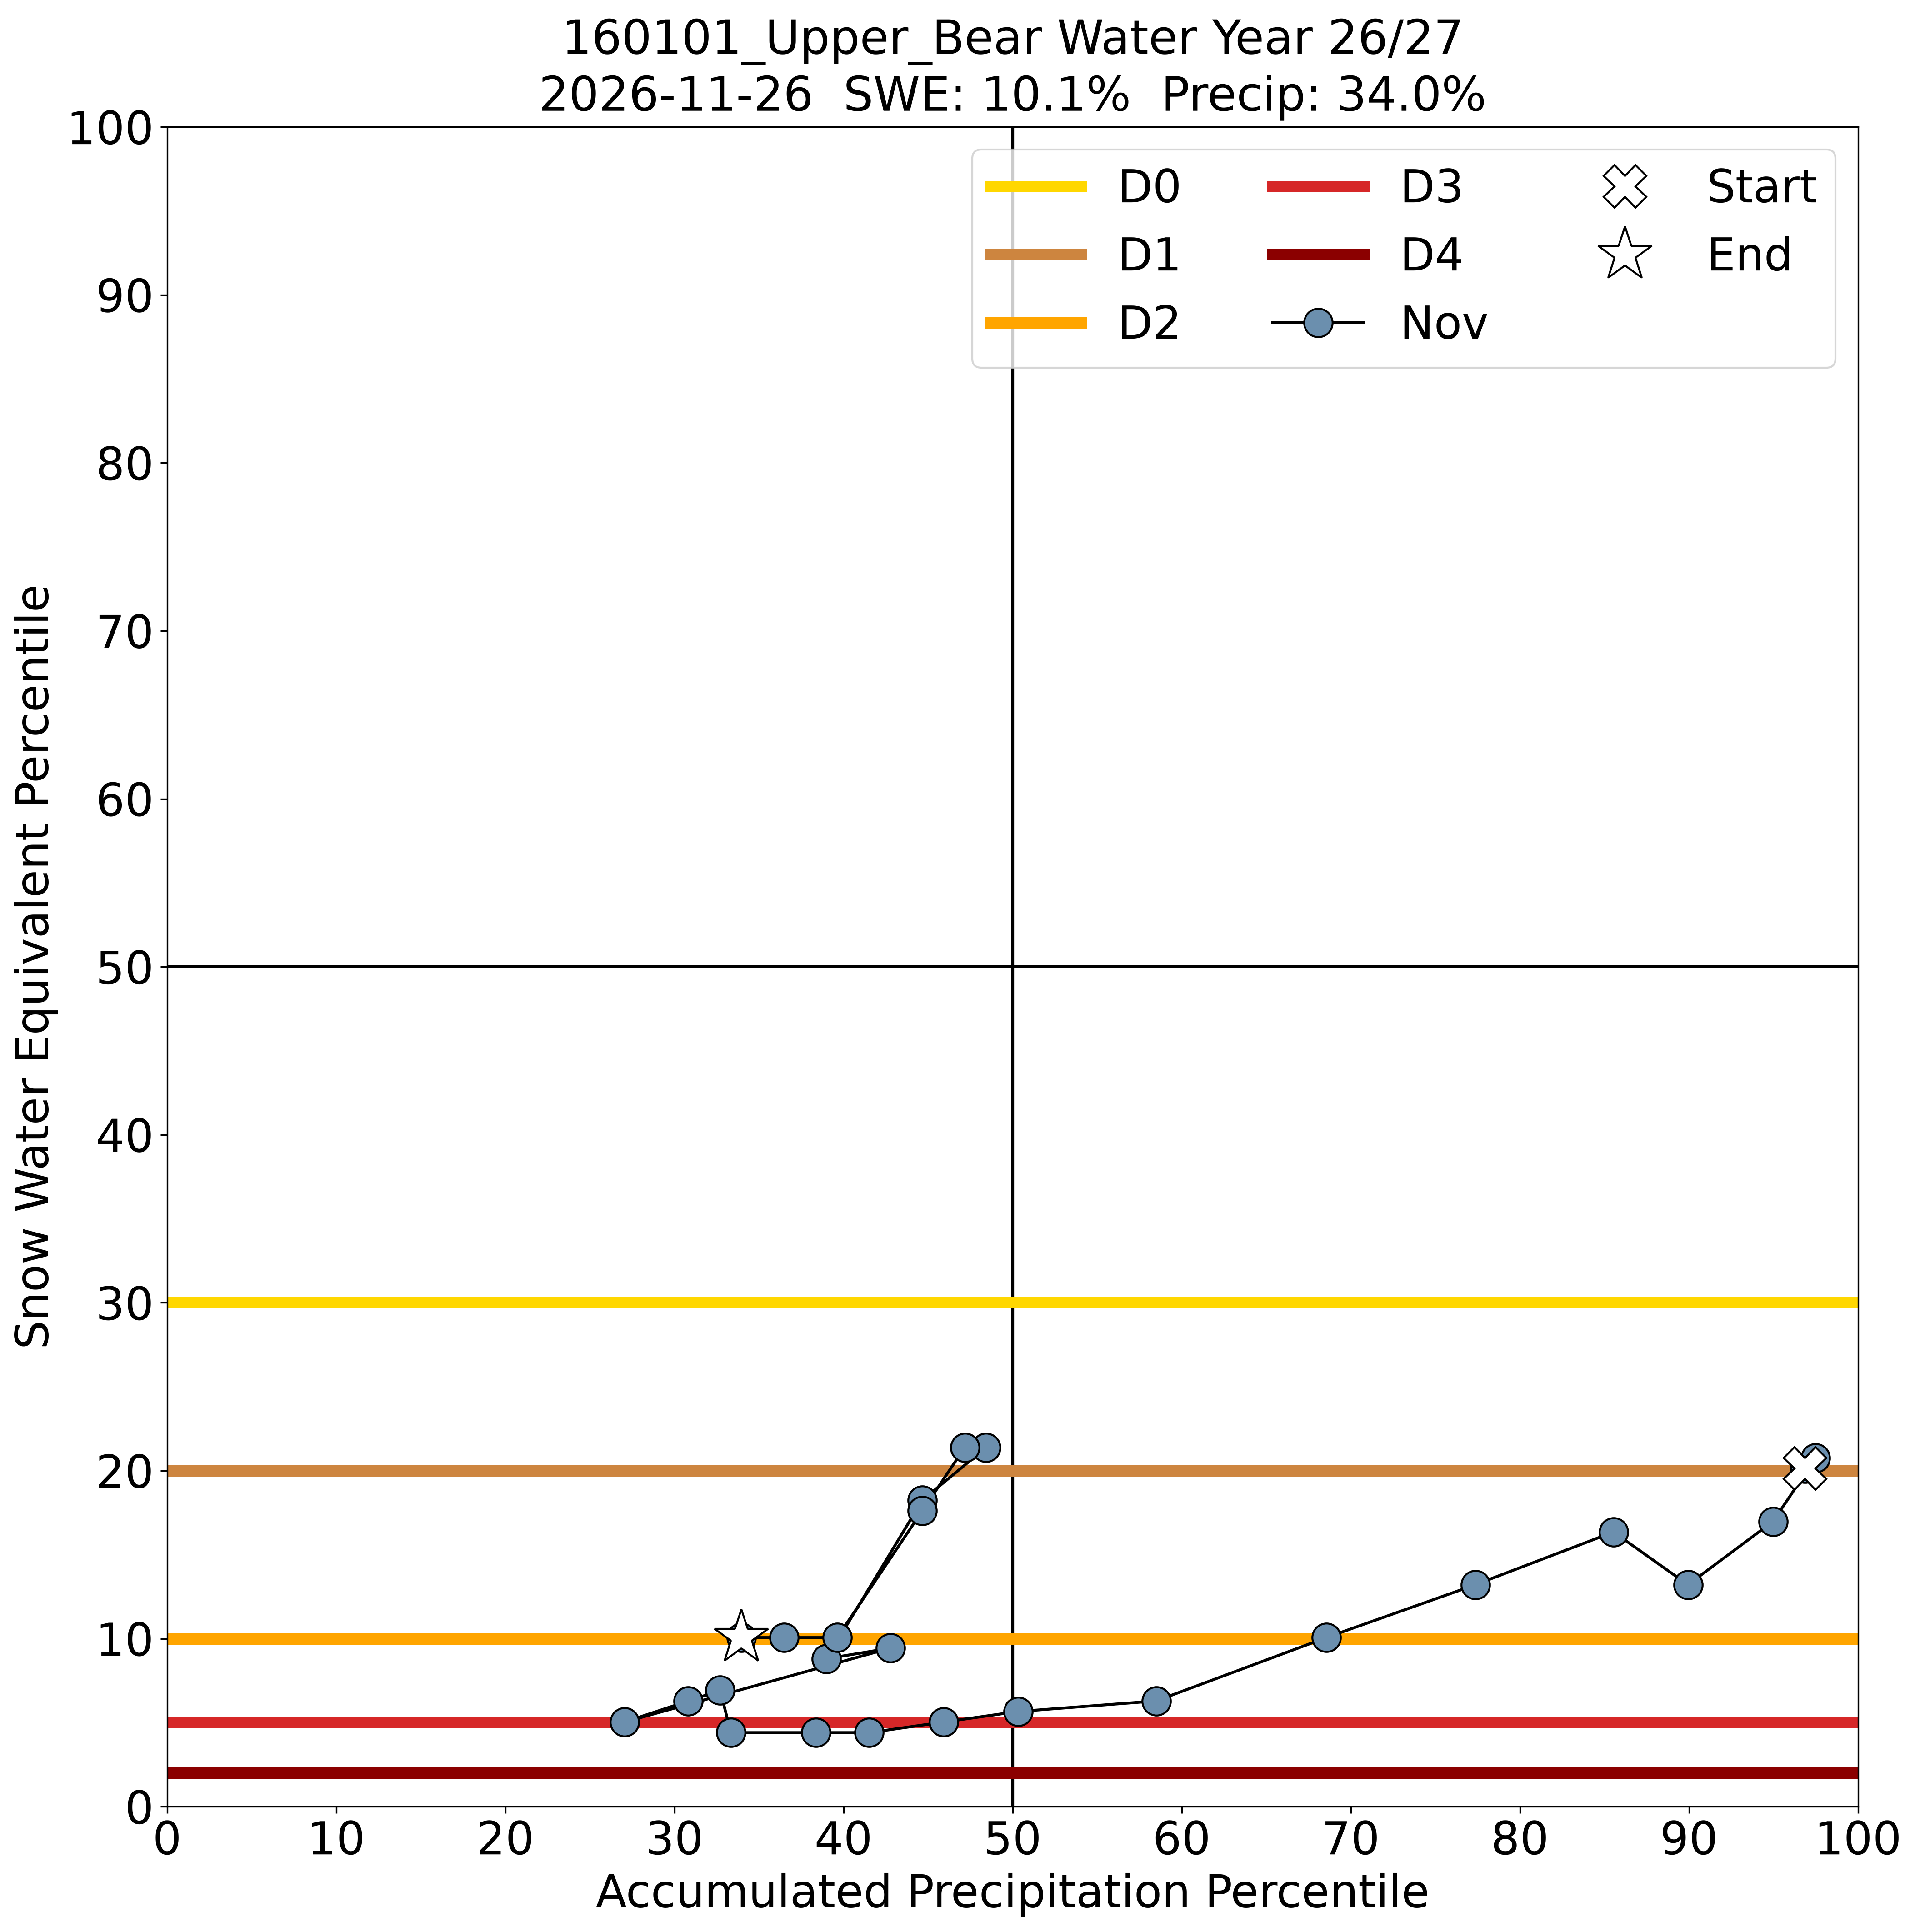 160101_Upper_Bear Water Year 26/27
2026-11-26  SWE: 10.1%  Precip: 34.0%
D0
D1
D2
D3
D4
Nov
Start
End
Snow Water Equivalent Percentile
100
90
80
70
60
50
40
30
20
10
0
0 10 20 30 40 50 60 70 80 90 100
Accumulated Precipitation Percentile